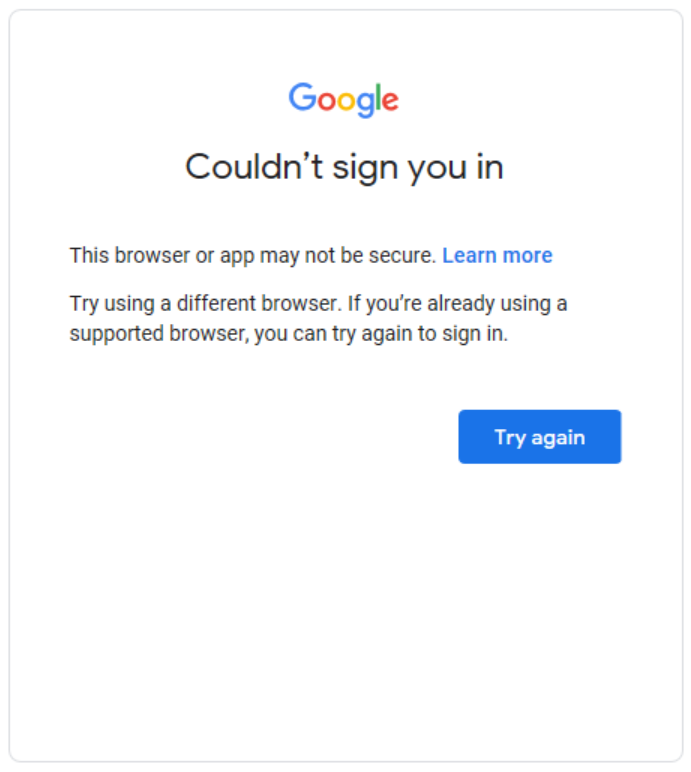 Google
Couldn’t sign you in
This browser or app may not be secure. Learn more
Try using a different browser. If you’re already using a
supported browser, you can try again to sign in.
Try again